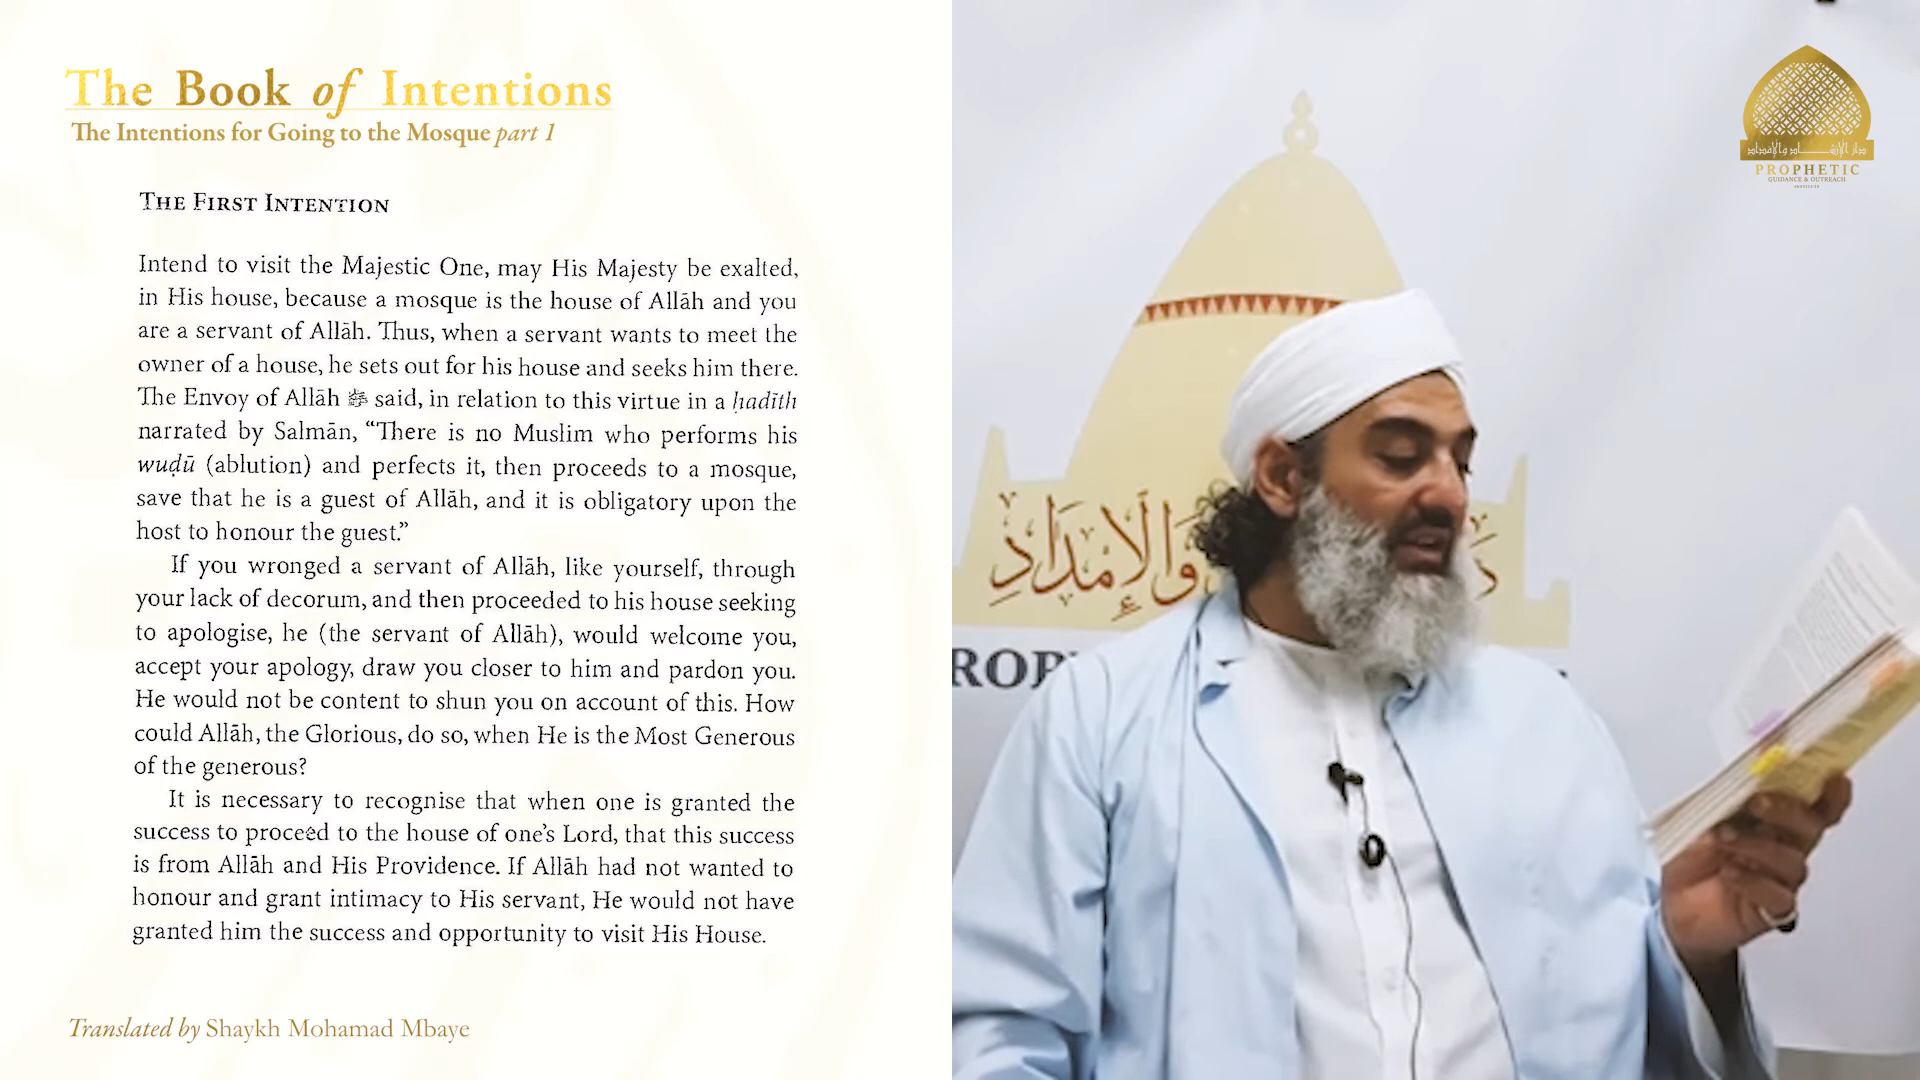 The Book of Intentions
The Intentions for Going to the Mosque part 1
THE FIRST INTENTION
Intend to visit the Majestic One, may His Majesty be exalted,
in His house, because a mosque is the house of Allāh and you
are a servant of Allāh. Thus, when a servant wants to meet the
owner of a house, he sets out for his house and seeks him there.
The Envoy of Allāh ﷺ said, in relation to this virtue in a ḥadīth
narrated by Salmān, “There is no Muslim who performs his
wuḍū (ablution) and perfects it, then proceeds to a mosque,
save that he is a guest of Allāh, and it is obligatory upon the
host to honour the guest.”
If you wronged a servant of Allāh, like yourself, through
your lack of decorum, and then proceeded to his house seeking
to apologise, he (the servant of Allāh), would welcome you,
accept your apology, draw you closer to him and pardon you.
He would not be content to shun you on account of this. How
could Allāh, the Glorious, do so, when He is the Most Generous
of the generous?
It is necessary to recognise that when one is granted the
success to proceed to the house of one’s Lord, that this success
is from Allāh and His Providence. If Allāh had not wanted to
honour and grant intimacy to His servant, He would not have
granted him the success and opportunity to visit His House.
Translated by Shaykh Mohamad Mbaye
دار الإرشاد والإمداد
PROPHETIC
GUIDANCE & OUTREACH
INSTITUTE
والإمداد